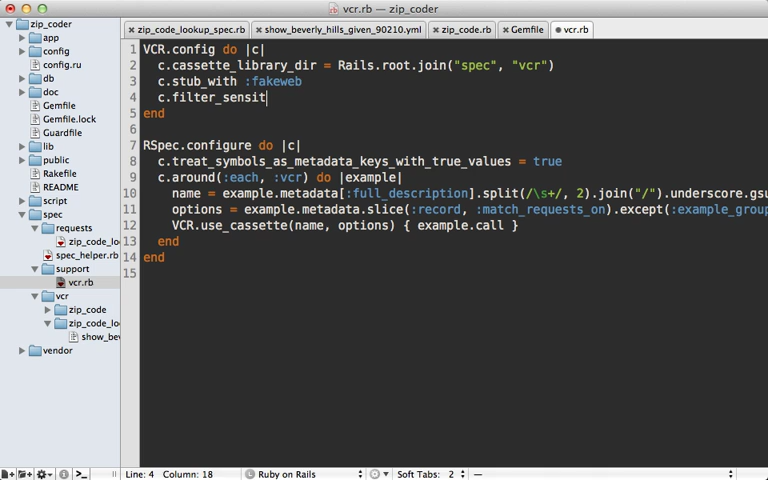 vcr.rb — zip_coder
zip_code_lookup_spec.rb
show_beverly_hills_given_90210.yml
zip_code.rb
Gemfile
vcr.rb
zip_coder
app
config
config.ru
db
doc
Gemfile
Gemfile.lock
Guardfile
lib
public
Rakefile
README
script
spec
requests
zip_code_lo
spec_helper.rb
support
vcr.rb
vcr
zip_code
zip_code_lo
show_bev
vendor
1 VCR.config do |c|
2 c.cassette_library_dir = Rails.root.join("spec", "vcr")
3 c.stub_with :fakeweb
4 c.filter_sensit
5 end
6
7 RSpec.configure do |c|
8 c.treat_symbols_as_metadata_keys_with_true_values = true
9 c.around(:each, :vcr) do |example|
10 name = example.metadata[:full_description].split(/\s+/, 2).join("/").underscore.gsu
11 options = example.metadata.slice(:record, :match_requests_on).except(:example_group
12 VCR.use_cassette(name, options) { example.call }
13 end
14 end
15
Line: 4 Column: 18
Ruby on Rails
Soft Tabs: 2
—